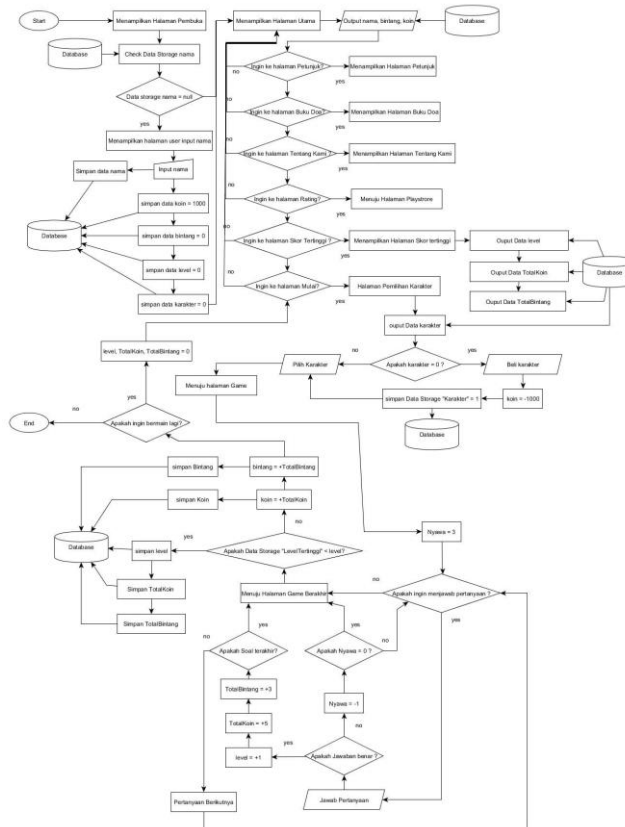 Start
Menampilkan Halaman Pembuka
Menampilkan Halaman Utama
Output nama, bintang, koin
Database
Database
Check Data Storage nama
Data storage nama = null
yes
Menampilkan halaman user input nama
Input nama
Simpan data nama
simpan data koin = 1000
simpan data bintang = 0
simpan data level = 0
simpan data karakter = 0
Database
no
Ingin ke halaman Petunjuk?
yes
Menampilkan Halaman Petunjuk
no
Ingin ke halaman Buku Doa?
yes
Menampilkan Halaman Buku Doa
no
Ingin ke halaman Tentang Kami ?
yes
Menampilkan Halaman Tentang Kami
no
Ingin ke halaman Rating?
yes
Menuju Halaman Playstore
no
Ingin ke halaman Skor Tertinggi ?
yes
Menampilkan Halaman Skor tertinggi
Ouput Data level
Ouput Data TotalKoin
Ouput Data TotalBintang
Database
no
Ingin ke halaman Mulai?
yes
Halaman Pemilihan Karakter
ouput Data karakter
Apakah karakter = 0 ?
no
yes
Pilih Karakter
Beli karakter
koin = -1000
simpan Data Storage "Karakter" = 1
Database
Menuju halaman Game
level, TotalKoin, TotalBintang = 0
yes
Apakah ingin bermain lagi?
no
End
bintang = +TotalBintang
simpan Bintang
koin = +TotalKoin
simpan Koin
no
Apakah Data Storage "LevelTertinggi" = level?
yes
simpan level
Simpan TotalKoin
Simpan TotalBintang
Database
Nyawa = 3
Apakah ingin menjawab pertanyaan ?
no
yes
Menuju Halaman Game Berakhir
yes
yes
no
Apakah Soal terakhir?
no
Apakah Nyawa = 0 ?
TotalBintang = +3
TotalKoin = +5
level = +1
Nyawa = -1
no
yes
Apakah Jawaban benar ?
Jawab Pertanyaan
Pertanyaan Berikutnya